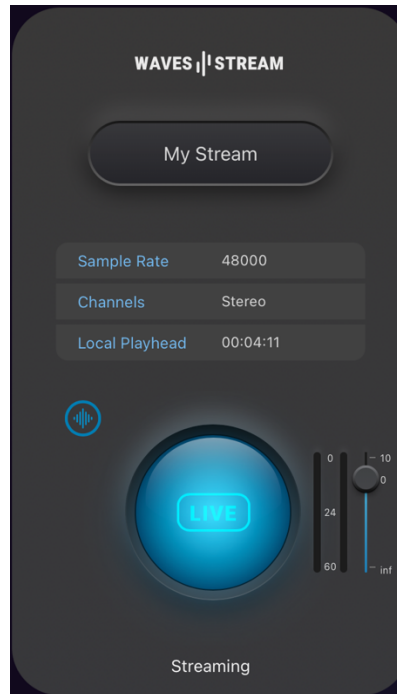 WAVES STREAM
My Stream
Sample Rate 48000
Channels Stereo
Local Playhead 00:04:11
0 10
0
LIVE
24
60
inf
Streaming